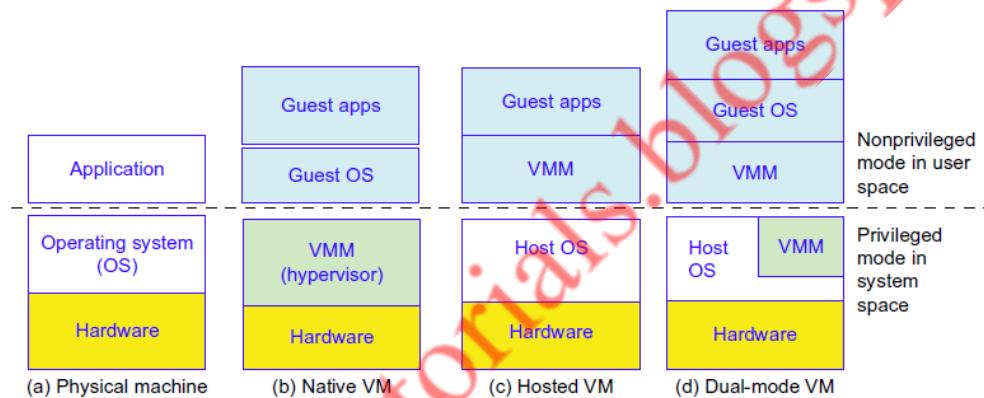 Guest apps
Guest OS
VMM
Nonprivileged
mode in user
space
Guest apps
Guest OS
Guest apps
VMM
Application
Operating system
(OS)
Hardware
VMM
(hypervisor)
Hardware
Host OS
Hardware
Host
OS
VMM
Hardware
Privileged
mode in
system
space
(a) Physical machine
(b) Native VM
(c) Hosted VM
(d) Dual-mode VM
torials.blogsp